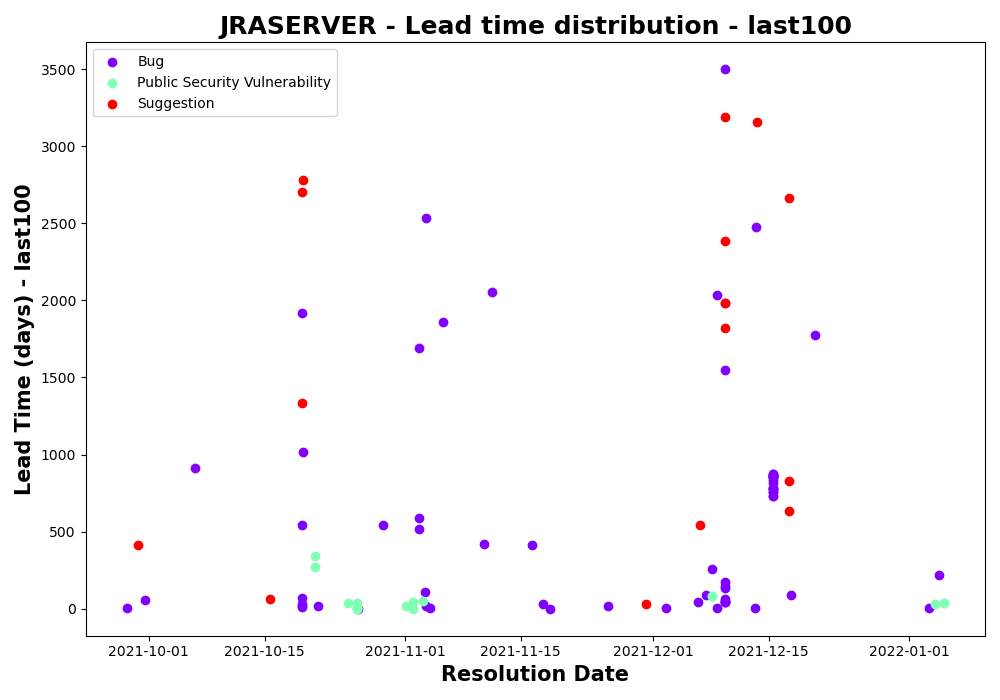 JRASERVER - Lead time distribution - last100
Bug
Public Security Vulnerability
Suggestion
Lead Time (days) - last100
3500
3000
2500
2000
1500
1000
500
0
2021-10-01
2021-10-15
2021-11-01
2021-11-15
2021-12-01
2021-12-15
2022-01-01
Resolution Date